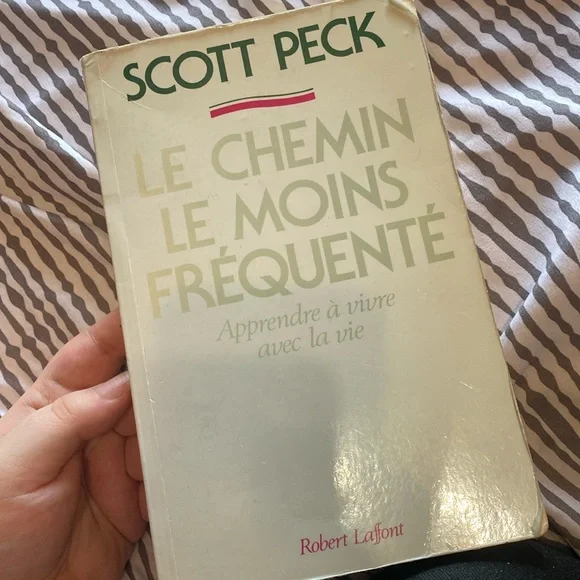 SCOTT PECK
LE CHEMIN
LE MOINS
FRÉQUENTÉ
Apprendre à vivre
avec la vie
Robert Laffont